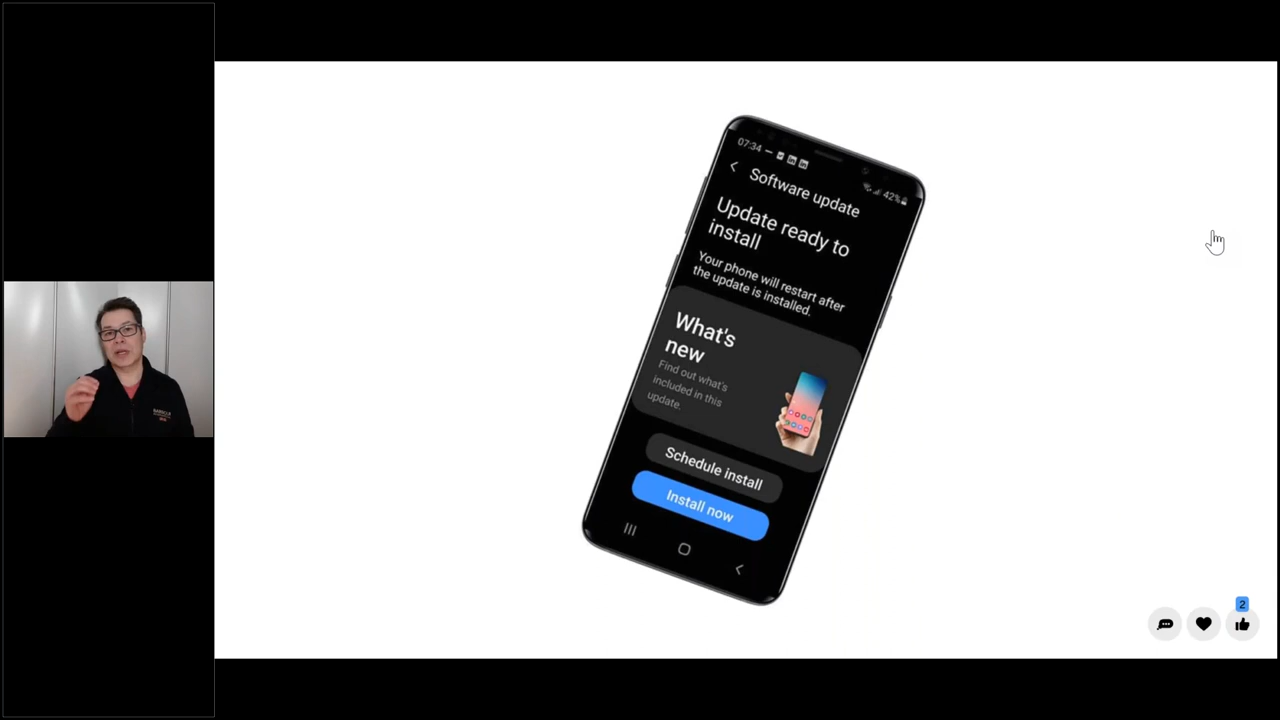 07:34
42%
Software update
Update ready to
install
Your phone will restart after
the update is installed.
What's
new
Find out what's
included in this
update.
Schedule install
Install now
2